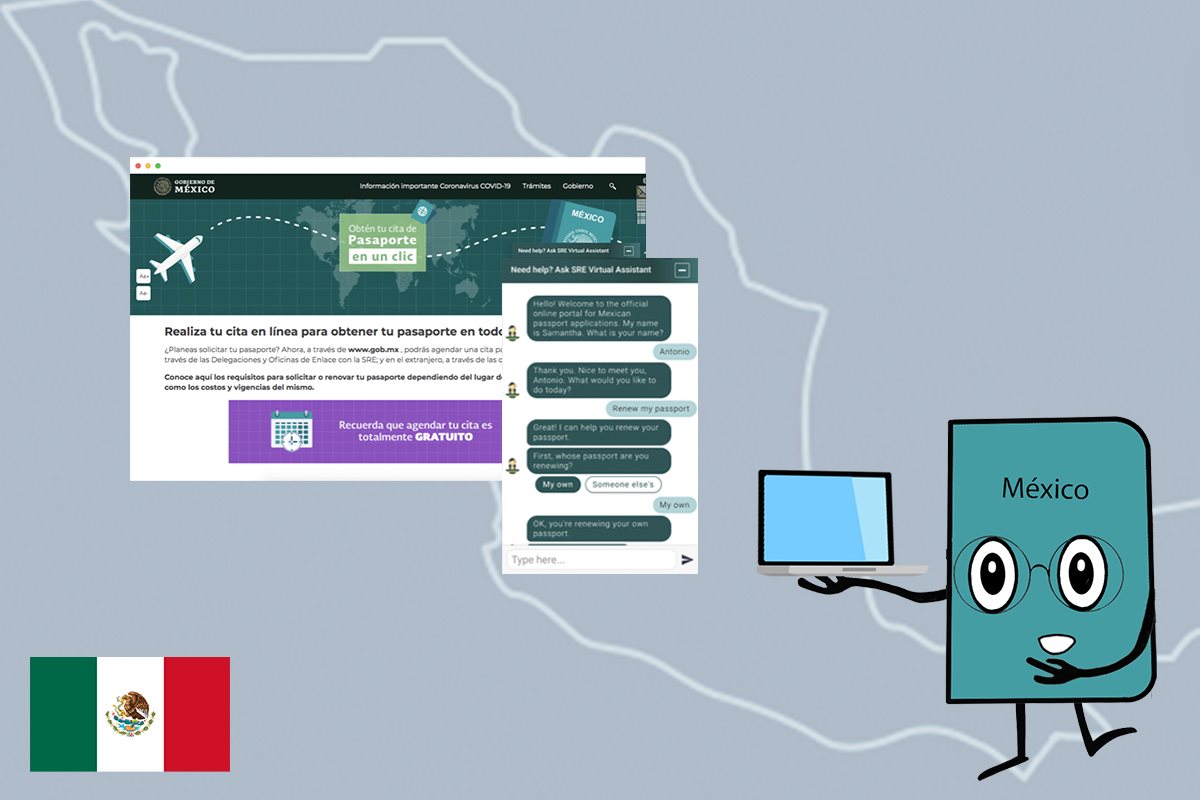 GOBIERNO DE
MÉXICO
Información importante Coronavirus COVID-19
Trámites
Gobierno
Obtén tu cita de
Pasaporte
en un clic
MÉXICO
Aa+
Aa-
Need help? Ask SRE Virtual Assistant
Realiza tu cita en línea para obtener tu pasaporte en todo
¿Planeas solicitar tu pasaporte? Ahora, a través de www.gob.mx , podrás agendar una cita pa
través de las Delegaciones y Oficinas de Enlace con la SRE; y en el extranjero, a través de las
Conoce aquí los requisitos para solicitar o renovar tu pasaporte dependiendo del lugar d
como los costos y vigencias del mismo.
Recuerda que agendar tu cita es
totalmente GRATUITO
Need help? Ask SRE Virtual Assistant
Hello! Welcome to the official
online portal for Mexican
passport applications. My name
is Samantha. What is your name?
Antonio
Thank you. Nice to meet you,
Antonio. What would you like to
do today?
Renew my passport
Great! I can help you renew your
passport.
First, whose passport are you
renewing?
My own
Someone else's
My own
OK, you're renewing your own
passport.
Type here...
México